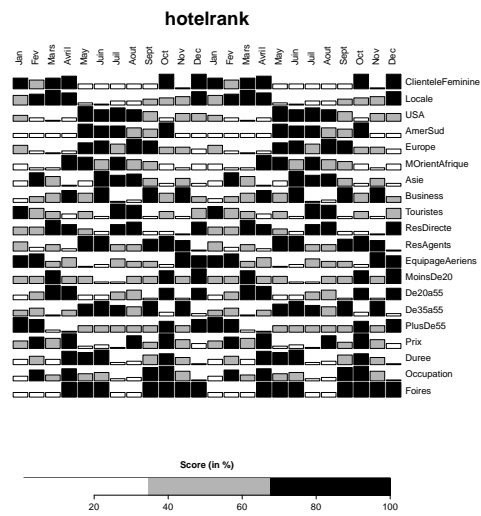 hotelrank
Jan Fev Mars Avril May Juin Juil Aout Sept Oct Nov Dec Jan Fev Mars Avril May Juin Juil Aout Sept Oct Nov Dec
ClienteleFeminine
Locale
USA
AmerSud
Europe
MOrientAfrique
Asie
Business
Touristes
ResDirecte
ResAgents
EquipageAeriens
MoinsDe20
De20a55
De35a55
PlusDe55
Prix
Duree
Occupation
Foires
Score (in %)
20 40 60 80 100